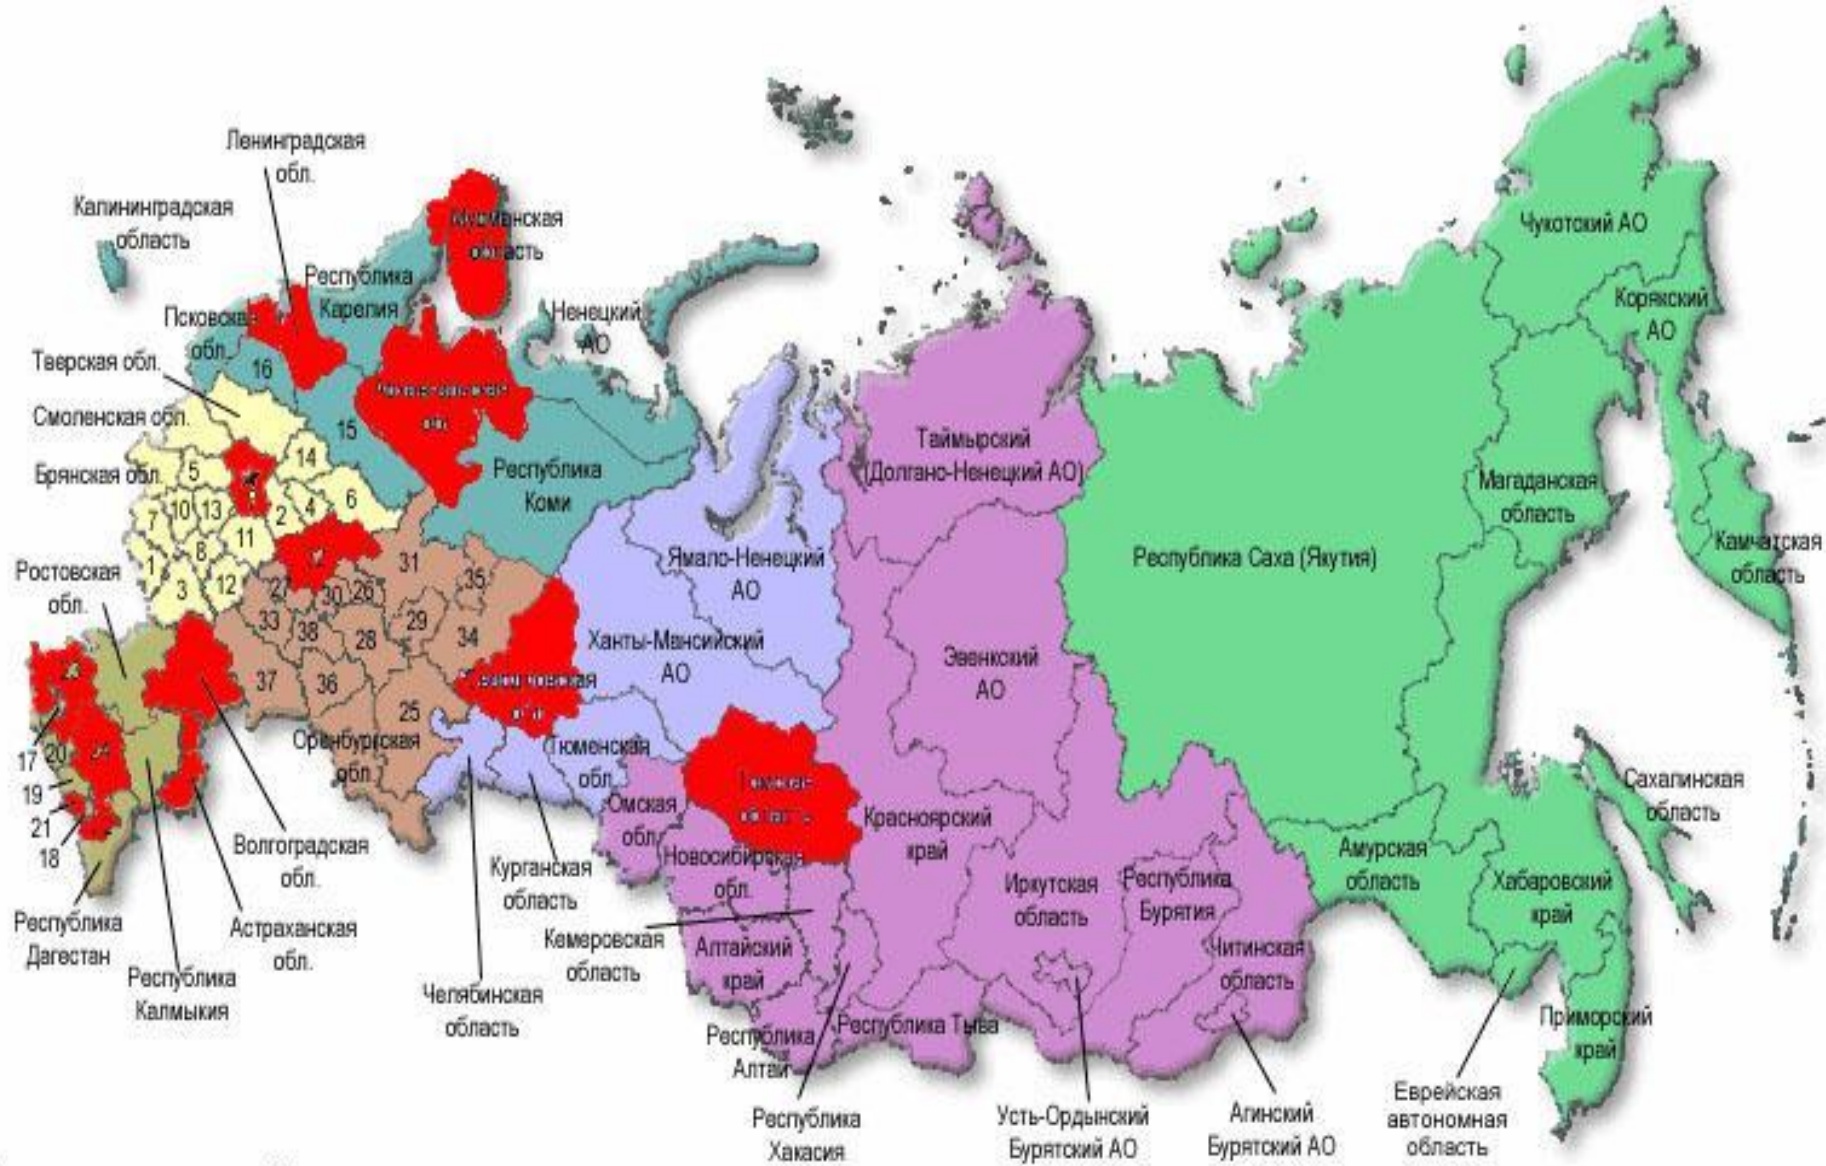 Ленинградская
обл.
Калининградская
область
Мурманская
область
Чукотский АО
Республика
Карелия
Корякский
АО
Псковская
обл.
Ненецкий
АО
Тверская обл.
16
Смоленская обл.
15
Таймырский
(Долгано-Ненецкий АО)
Брянская обл.
5
14
Республика
Коми
Магаданская
область
7
10
13
2
4
6
11
1
8
3
12
Ямало-Ненецкий
АО
Республика Саха (Якутия)
Камчатская
область
Ростовская
обл.
27
30
26
31
35
33
38
28
29
34
Ханты-Мансийский
АО
Эвенкский
АО
37
36
25
17
20
24
19
21
18
Оренбургская
обл.
Тюменская
обл.
Томская
область
Омская
обл.
Красноярский
край
Сахалинская
область
Волгоградская
обл.
Курганская
область
Новосибирская
обл.
Иркутская
область
Республика
Бурятия
Амурская
область
Хабаровский
край
Республика
Дагестан
Астраханская
обл.
Кемеровская
область
Алтайский
край
Читинская
область
Республика
Калмыкия
Челябинская
область
Республика
Алтай
Республика Тыва
Приморский
край
Республика
Хакасия
Усть-Ордынский
Бурятский АО
Агинский
Бурятский АО
Еврейская
автономная
область